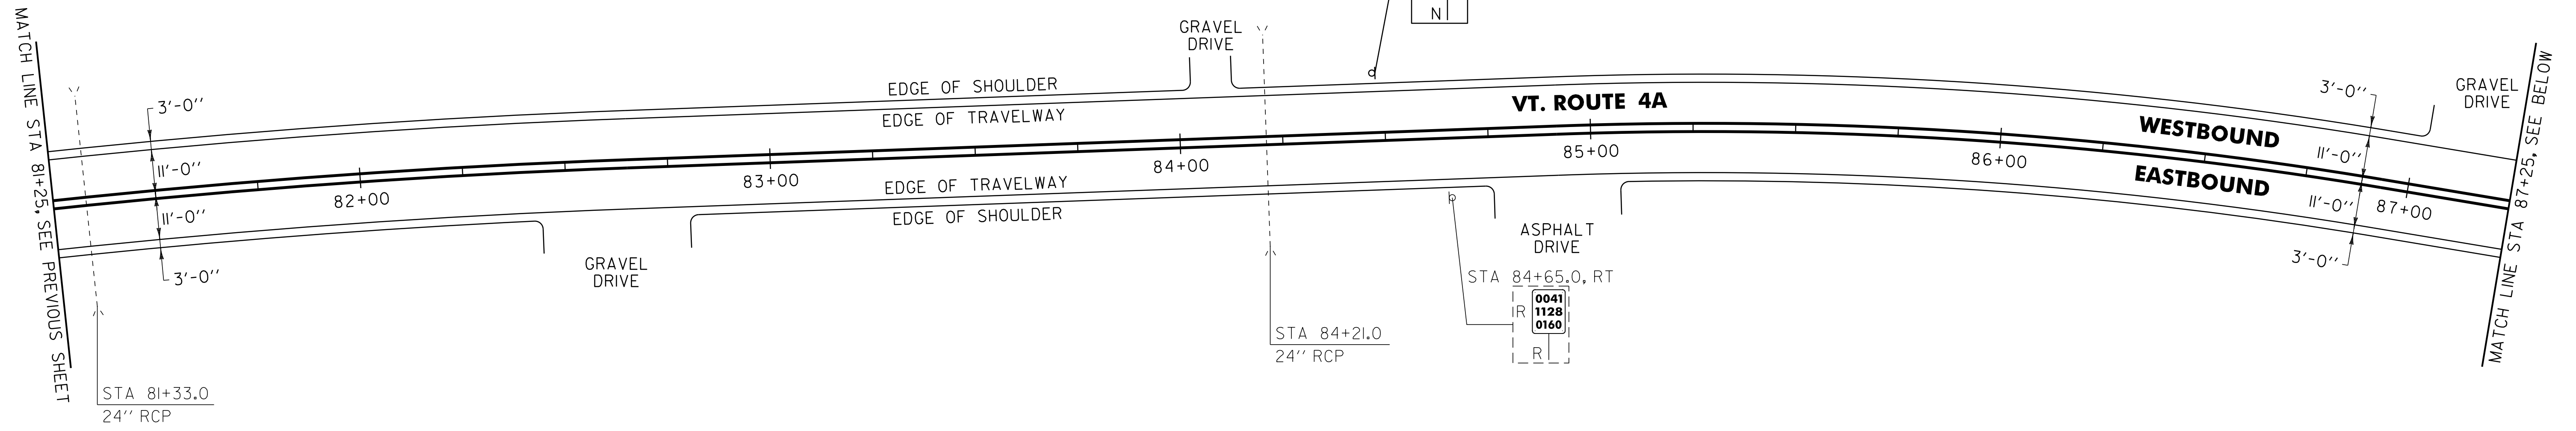 MATCH LINE STA 81+25, SEE PREVIOUS SHEET
3'-0"
11'-0"
11'-0"
3'-0"
STA 81+33.0
24" RCP
82+00
GRAVEL
DRIVE
83+00
EDGE OF SHOULDER
EDGE OF TRAVELWAY
EDGE OF TRAVELWAY
EDGE OF SHOULDER
GRAVEL
DRIVE
84+00
STA 84+21.0
24" RCP
N
VT. ROUTE 4A
85+00
ASPHALT
DRIVE
STA 84+65.0, RT
R
0041
1128
0160
R
86+00
WESTBOUND
EASTBOUND
3'-0"
11'-0"
11'-0"
3'-0"
87+00
GRAVEL
DRIVE
MATCH LINE STA 87+25, SEE BELOW